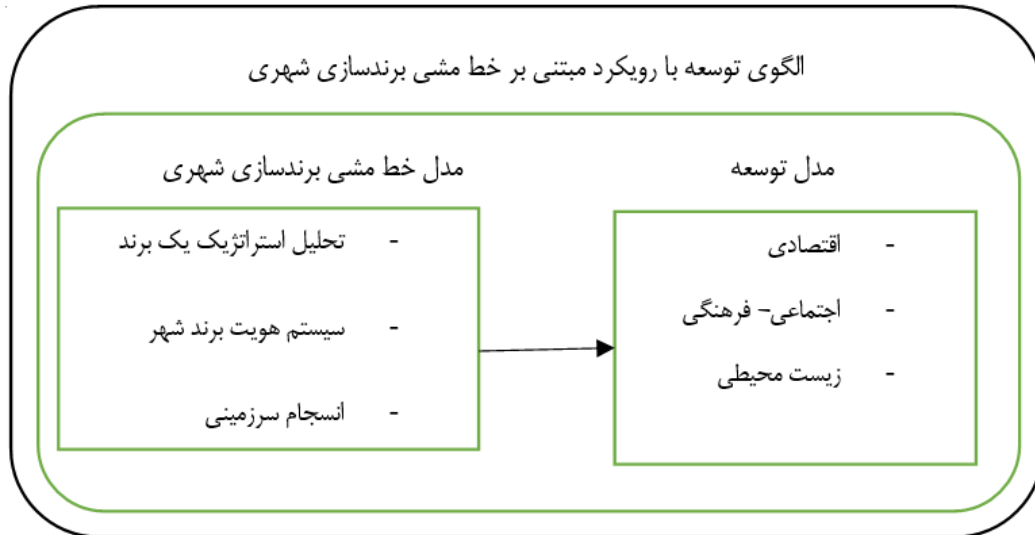 الگوی توسعه با رویکرد مبتنی بر خط مشی برندسازی شهری
مدل توسعه
- اقتصادی
- اجتماعی- فرهنگی
- زیست محیطی
مدل خط مشی برندسازی شهری
- تحلیل استراتژیک یک برند
- سیستم هویت برند شهر
- انسجام سرزمینی